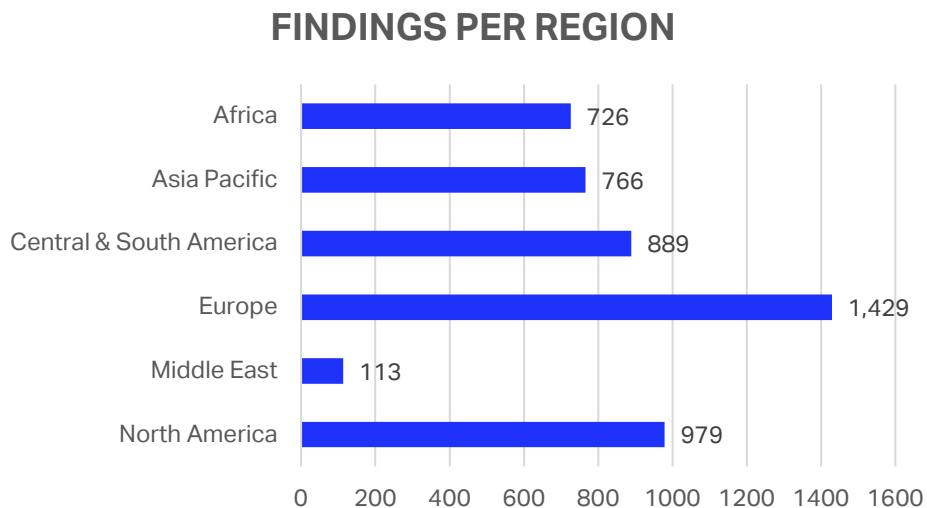 FINDINGS PER REGION
Africa 726
Asia Pacific 766
Central & South America 889
Europe 1,429
Middle East 113
North America 979
0 200 400 600 800 1000 1200 1400 1600